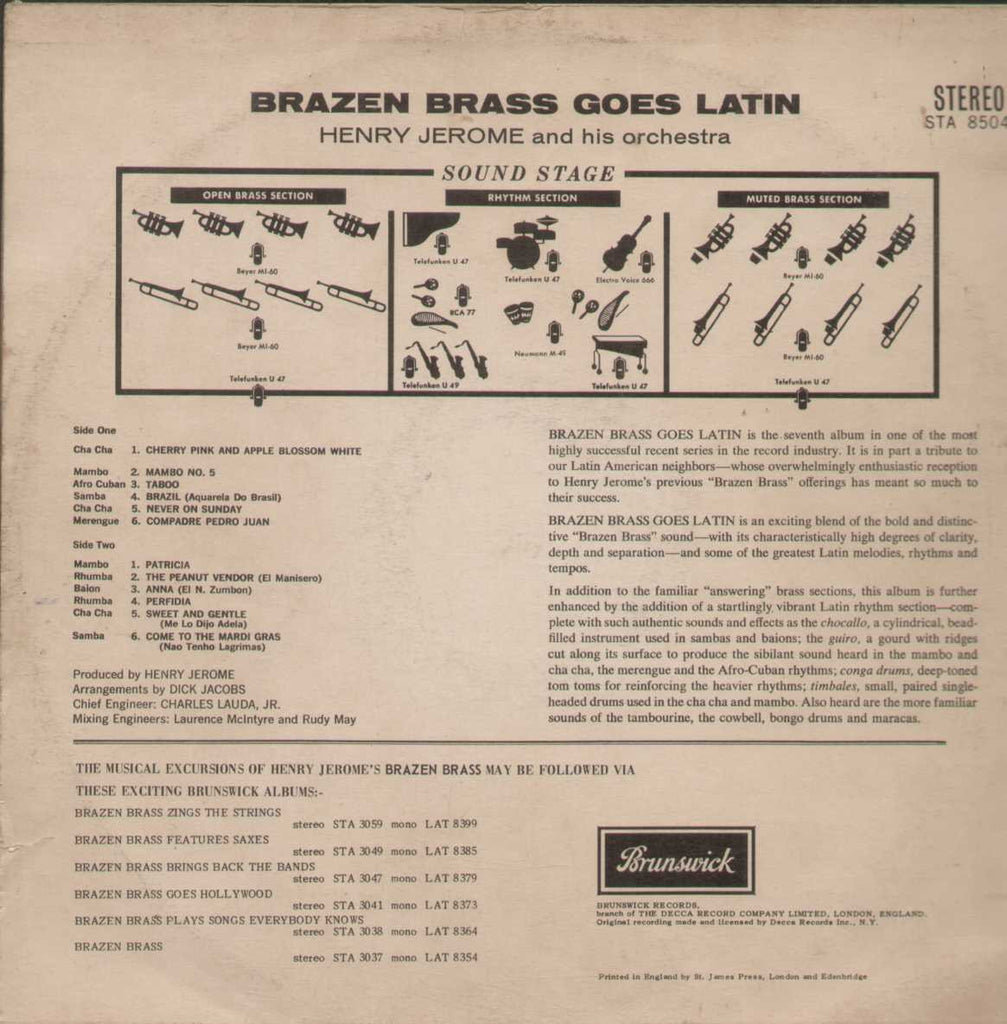 BRAZEN BRASS GOES LATIN
HENRY JEROME and his orchestra
STEREO
STA 8504
SOUND STAGE
OPEN BRASS SECTION
RHYTHM SECTION
MUTED BRASS SECTION
Beyer MI-60
Beyer MI-60
Telefunken U 47
Telefunken U 47
Telefunken U 47
Electro Voice 666
RCA 77
Neumann M-49
Telefunken U 49
Telefunken U 47
Beyer MI-60
Beyer MI-60
Telefunken U 47
Side One
Cha Cha 1. CHERRY PINK AND APPLE BLOSSOM WHITE
Mambo 2. MAMBO NO. 5
Afro Cuban 3. TABOO
Samba 4. BRAZIL (Aquarela Do Brasil)
Cha Cha 5. NEVER ON SUNDAY
Merengue 6. COMPADRE PEDRO JUAN
Side Two
Mambo 1. PATRICIA
Rhumba 2. THE PEANUT VENDOR (El Manisero)
Baion 3. ANNA (El N. Zumbon)
Rhumba 4. PERFIDIA
Cha Cha 5. SWEET AND GENTLE
(Me Lo Dijo Adela)
Samba 6. COME TO THE MARDI GRAS
(Nao Tenho Lagrimas)
Produced by HENRY JEROME
Arrangements by DICK JACOBS
Chief Engineer: CHARLES LAUDA, JR.
Mixing Engineers: Laurence McIntyre and Rudy May
BRAZEN BRASS GOES LATIN is the seventh album in one of the most
highly successful recent series in the record industry. It is in part a tribute to
our Latin American neighbors—whose overwhelmingly enthusiastic reception
to Henry Jerome's previous "Brazen Brass" offerings has meant so much to
their success.
BRAZEN BRASS GOES LATIN is an exciting blend of the bold and distinc-
tive "Brazen Brass" sound—with its characteristically high degrees of clarity,
depth and separation—and some of the greatest Latin melodies, rhythms and
tempos.
In addition to the familiar "answering" brass sections, this album is further
enhanced by the addition of a startlingly vibrant Latin rhythm section—com-
plete with such authentic sounds and effects as the chocallo, a cylindrical, bead-
filled instrument used in sambas and baions; the guiro, a gourd with ridges
cut along its surface to produce the sibilant sound heard in the mambo and
cha cha, the merengue and the Afro-Cuban rhythms; conga drums, deep-toned
tom toms for reinforcing the heavier rhythms; timbales, small, paired single-
headed drums used in the cha cha and mambo. Also heard are the more familiar
sounds of the tambourine, the cowbell, bongo drums and maracas.
THE MUSICAL EXCURSIONS OF HENRY JEROME'S BRAZEN BRASS MAY BE FOLLOWED VIA
THESE EXCITING BRUNSWICK ALBUMS:-
BRAZEN BRASS ZINGS THE STRINGS
stereo STA 3059 mono LAT 8399
BRAZEN BRASS FEATURES SAXES
stereo STA 3049 mono LAT 8385
BRAZEN BRASS BRINGS BACK THE BANDS
stereo STA 3047 mono LAT 8379
BRAZEN BRASS GOES HOLLYWOOD
stereo STA 3041 mono LAT 8373
BRAZEN BRASS PLAYS SONGS EVERYBODY KNOWS
stereo STA 3038 mono LAT 8364
BRAZEN BRASS
stereo STA 3037 mono LAT 8354
Brunswick
BRUNSWICK RECORDS,
branch of THE DECCA RECORD COMPANY LIMITED, LONDON, ENGLAND.
Original recording made and licensed by Decca Records Inc., N.Y.
Printed in England by St. James Press, London and Edenbridge